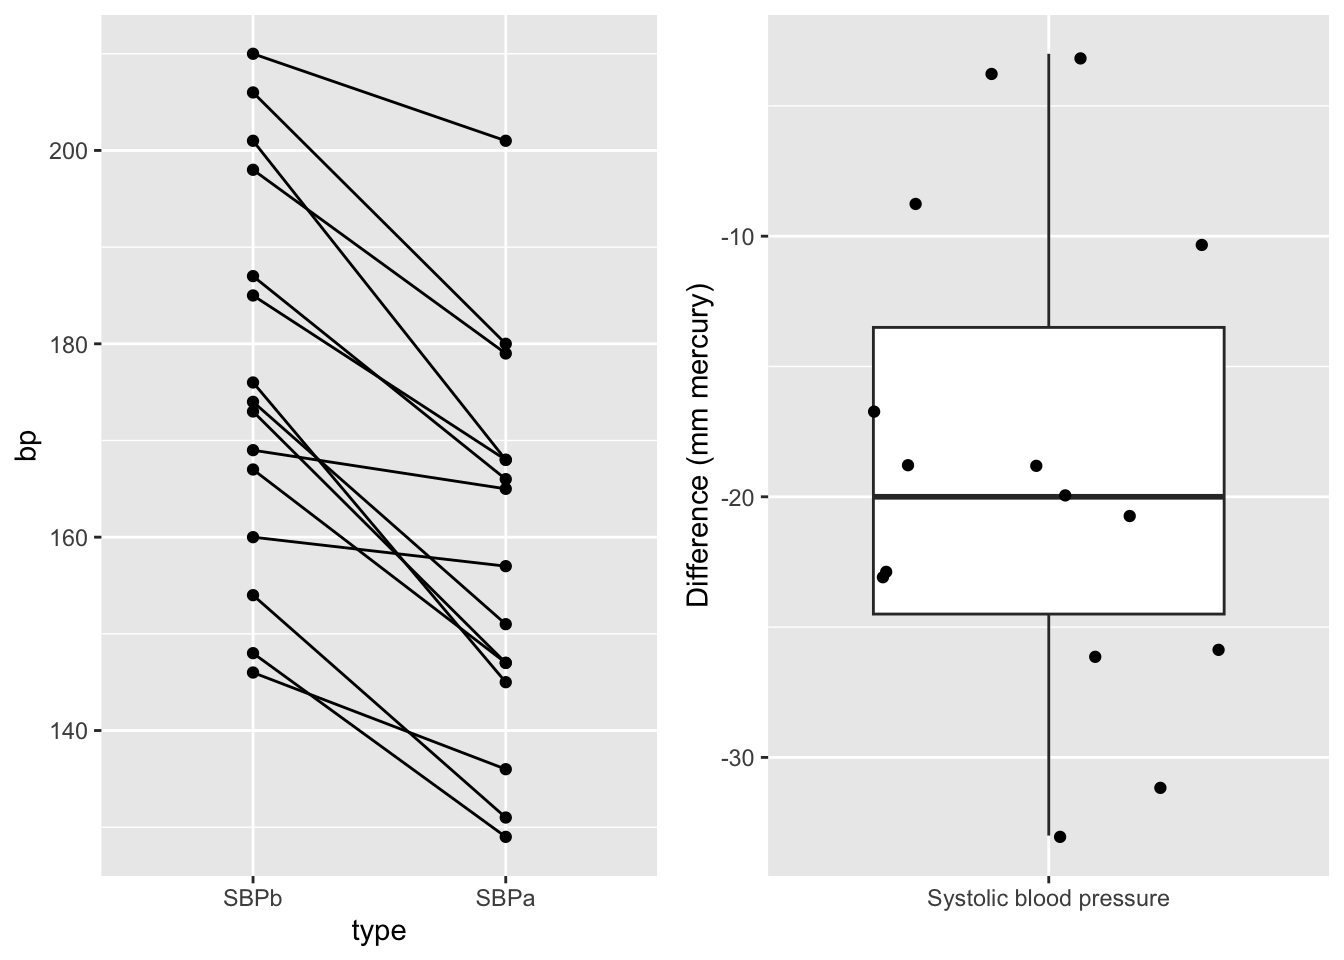 bp
200
180
160
140
SBPb
SBPa
type
Difference (mm mercury)
-10
-20
-30
Systolic blood pressure